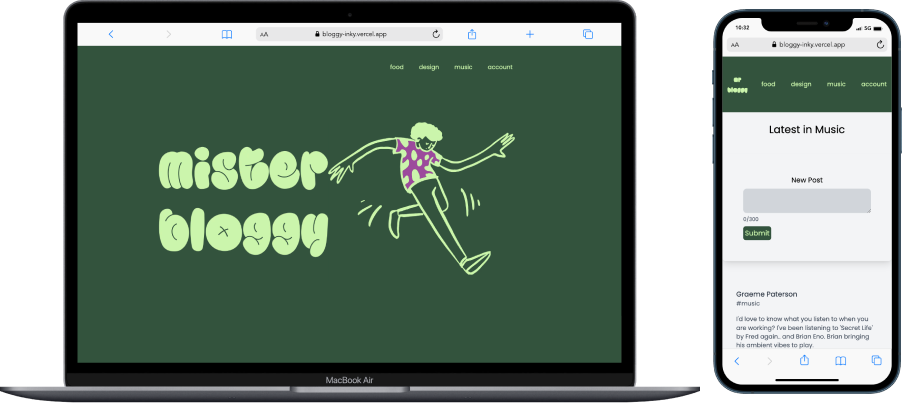 AA
bloggy-inky.vercel.app
food design music account
mister
bloggy
MacBook Air
10:32
5G
AA
bloggy-inky.vercel.app
mr
bloggy
food design music account
Latest in Music
New Post
0/300
Submit
Graeme Paterson
#music
I'd love to know what you listen to when you
are working? I've been listening to 'Secret Life'
by Fred again.. and Brian Eno. Brian bringing
his ambient vibes to play.